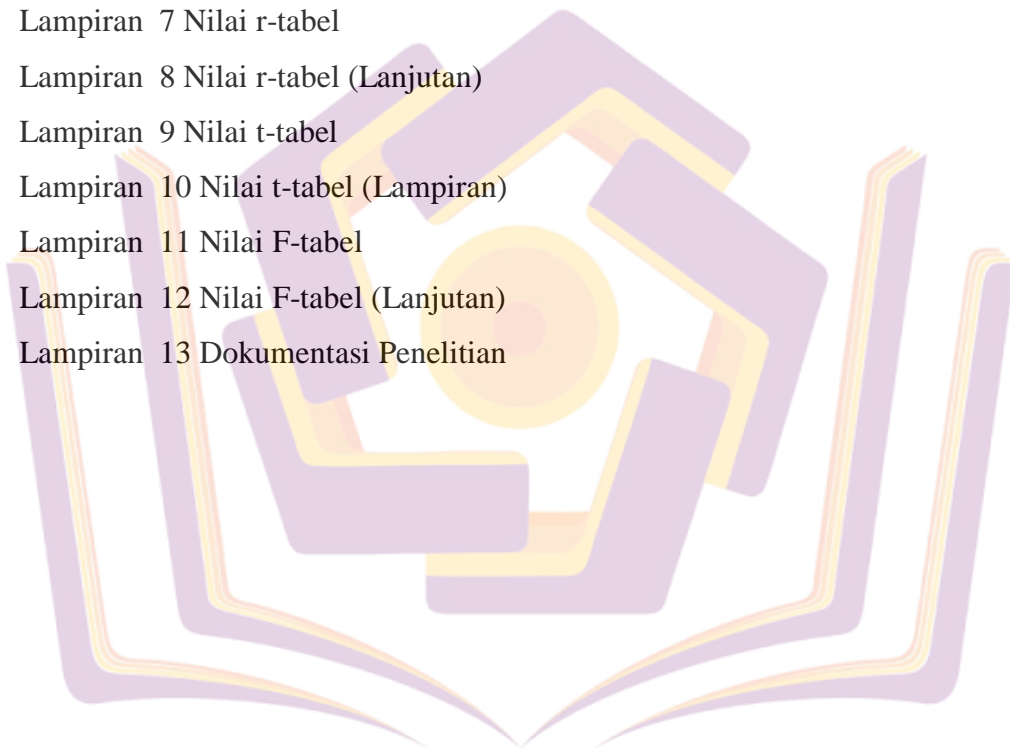 Lampiran  7 Nilai r-tabel
Lampiran  8 Nilai r-tabel (Lanjutan)
Lampiran  9 Nilai t-tabel
Lampiran  10 Nilai t-tabel (Lampiran)
Lampiran  11 Nilai F-tabel
Lampiran  12 Nilai F-tabel (Lanjutan)
Lampiran  13 Dokumentasi Penelitian